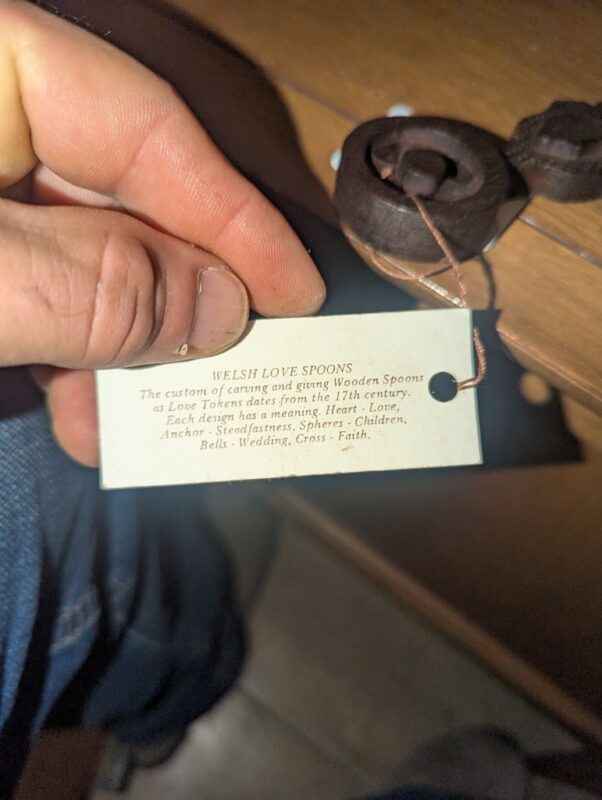 WELSH LOVE SPOONS
The custom of carving and giving Wooden Spoons
as Love Tokens dates from the 17th century.
Each design has a meaning. Heart - Love,
Anchor - Steadfastness, Spheres - Children,
Bells - Wedding, Cross - Faith.